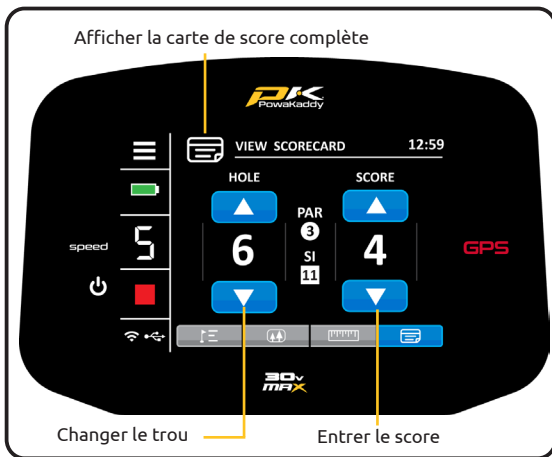 Afficher la carte de score complète
PK
PowaKaddy
VIEW SCORECARD 12:59
HOLE SCORE
PAR
3
speed 5 6 4 GPS
SI
11
30V
MAX
Changer le trou Entrer le score